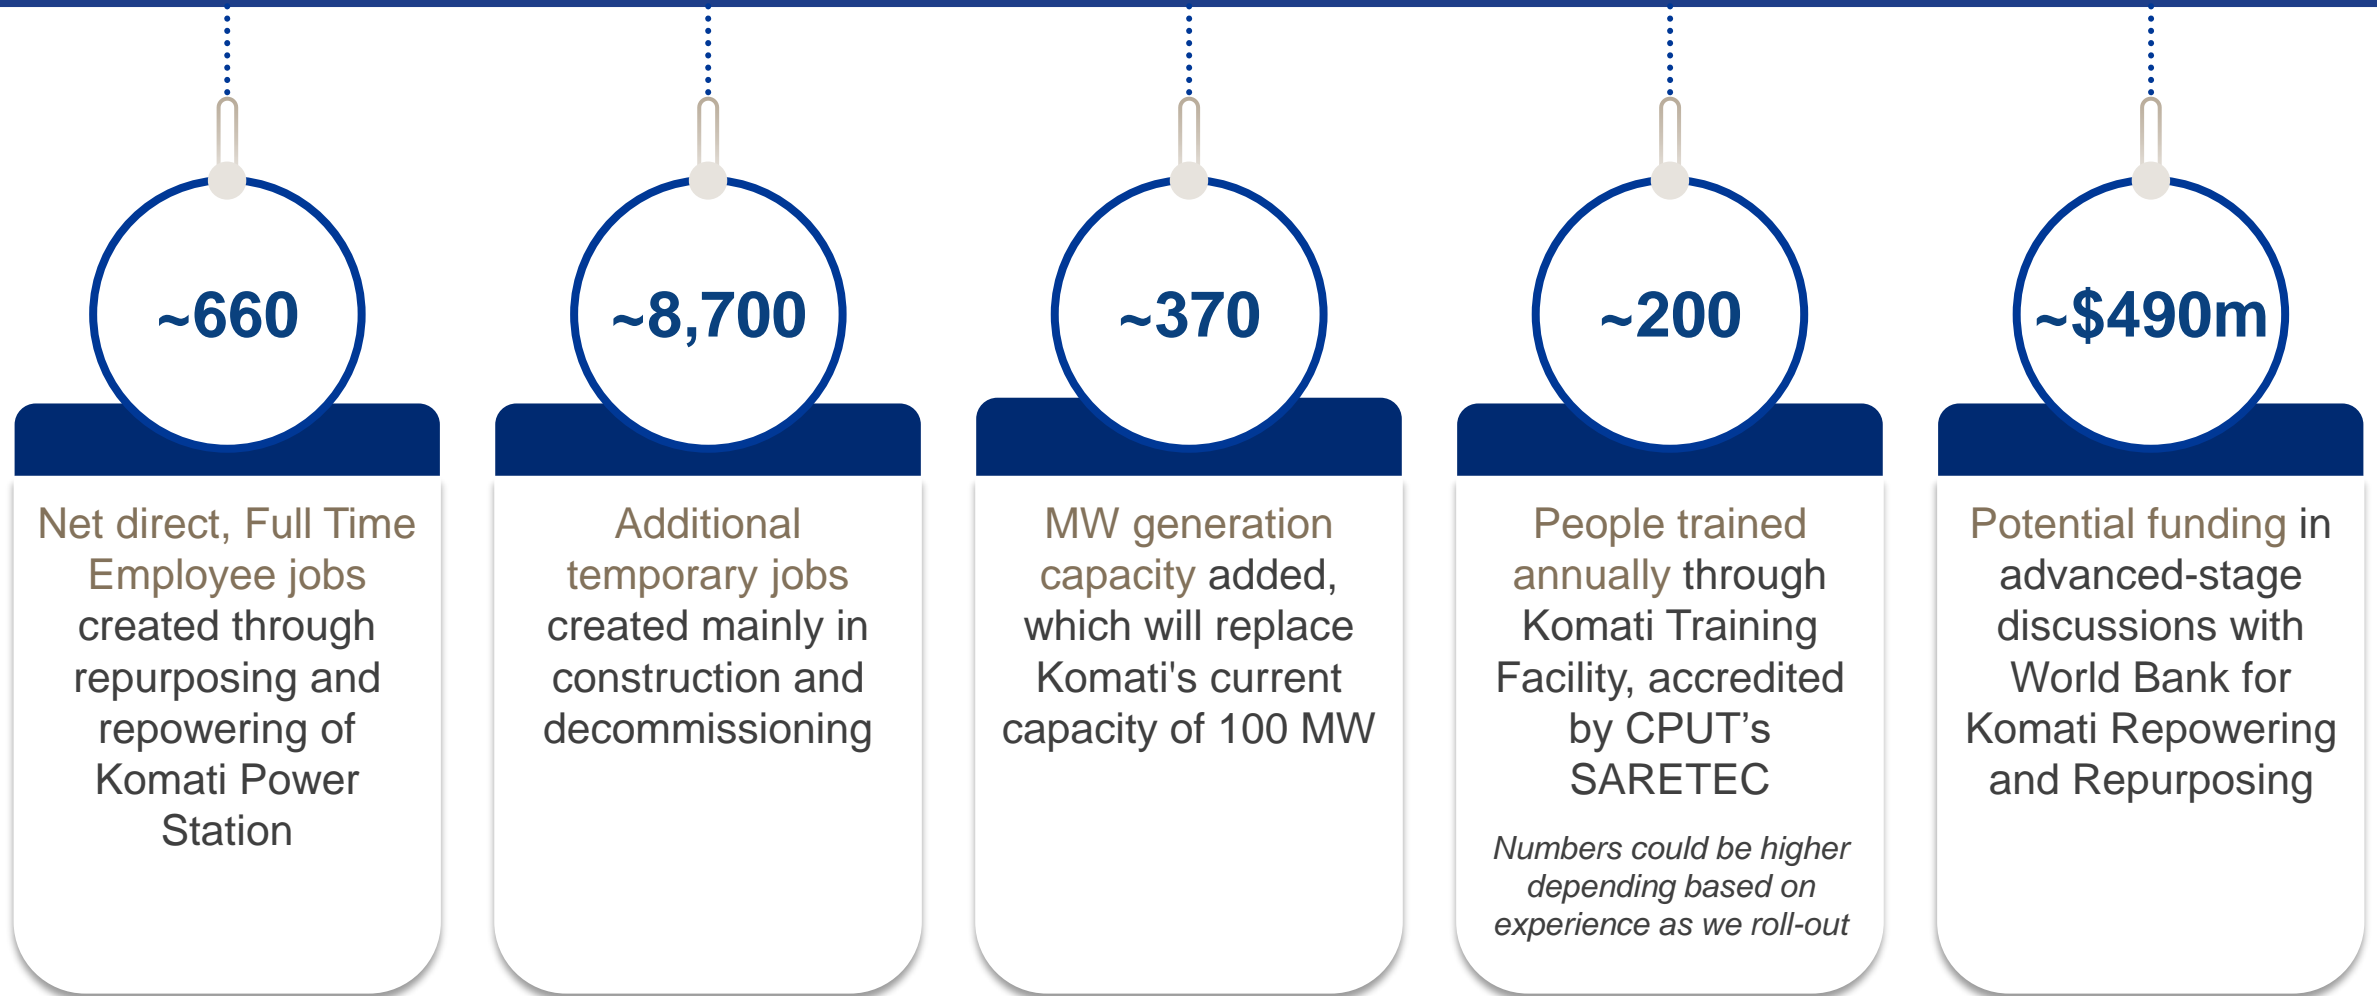 ~660
Net direct, Full Time
Employee jobs
created through
repurposing and
repowering of
Komati Power
Station
~8,700
Additional
temporary jobs
created mainly in
construction and
decommissioning
~370
MW generation
capacity added,
which will replace
Komati's current
capacity of 100 MW
~200
People trained
annually through
Komati Training
Facility, accredited
by CPUT’s
SARETEC
Numbers could be higher
depending based on
experience as we roll-out
~$490m
Potential funding in
advanced-stage
discussions with
World Bank for
Komati Repowering
and Repurposing